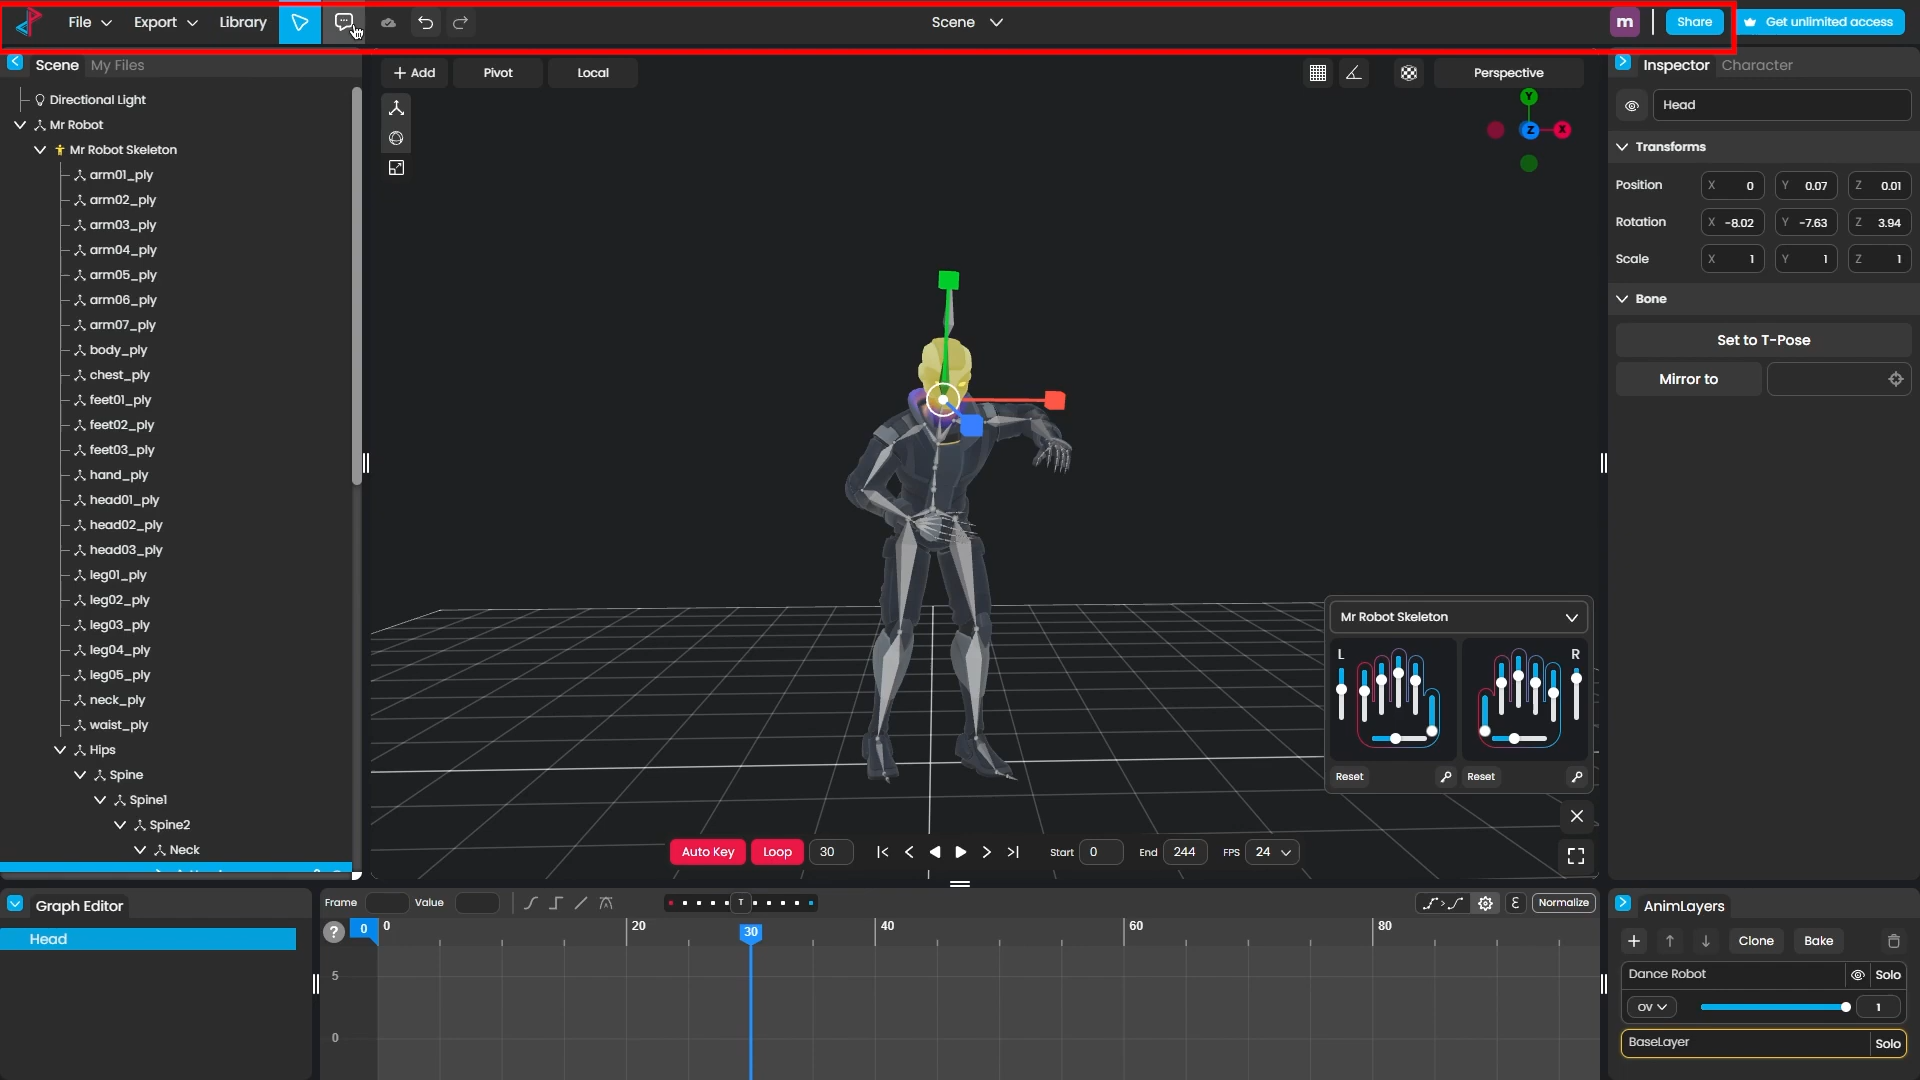 File
Export
Library
Scene
m
Share
Get unlimited access
Scene
My Files
Directional Light
Mr Robot
Mr Robot Skeleton
arm01_ply
arm02_ply
arm03_ply
arm04_ply
arm05_ply
arm06_ply
arm07_ply
body_ply
chest_ply
feet01_ply
feet02_ply
feet03_ply
hand_ply
head01_ply
head02_ply
head03_ply
leg01_ply
leg02_ply
leg03_ply
leg04_ply
leg05_ply
neck_ply
waist_ply
Hips
Spine
Spine1
Spine2
Neck
+ Add
Pivot
Local
Perspective
Y
Z
X
Mr Robot Skeleton
L
R
Reset
Reset
Auto Key
Loop
30
Start
0
End
244
FPS
24
Inspector
Character
Head
Transforms
Position X 0 Y 0.07 Z 0.01
Rotation X -8.02 Y -7.63 Z 3.94
Scale X 1 Y 1 Z 1
Bone
Set to T-Pose
Mirror to
Graph Editor
Head
Frame
Value
T
Normalize
?
0
0
20
30
40
60
80
5
0
AnimLayers
Clone
Bake
Dance Robot
Solo
OV
1
BaseLayer
Solo